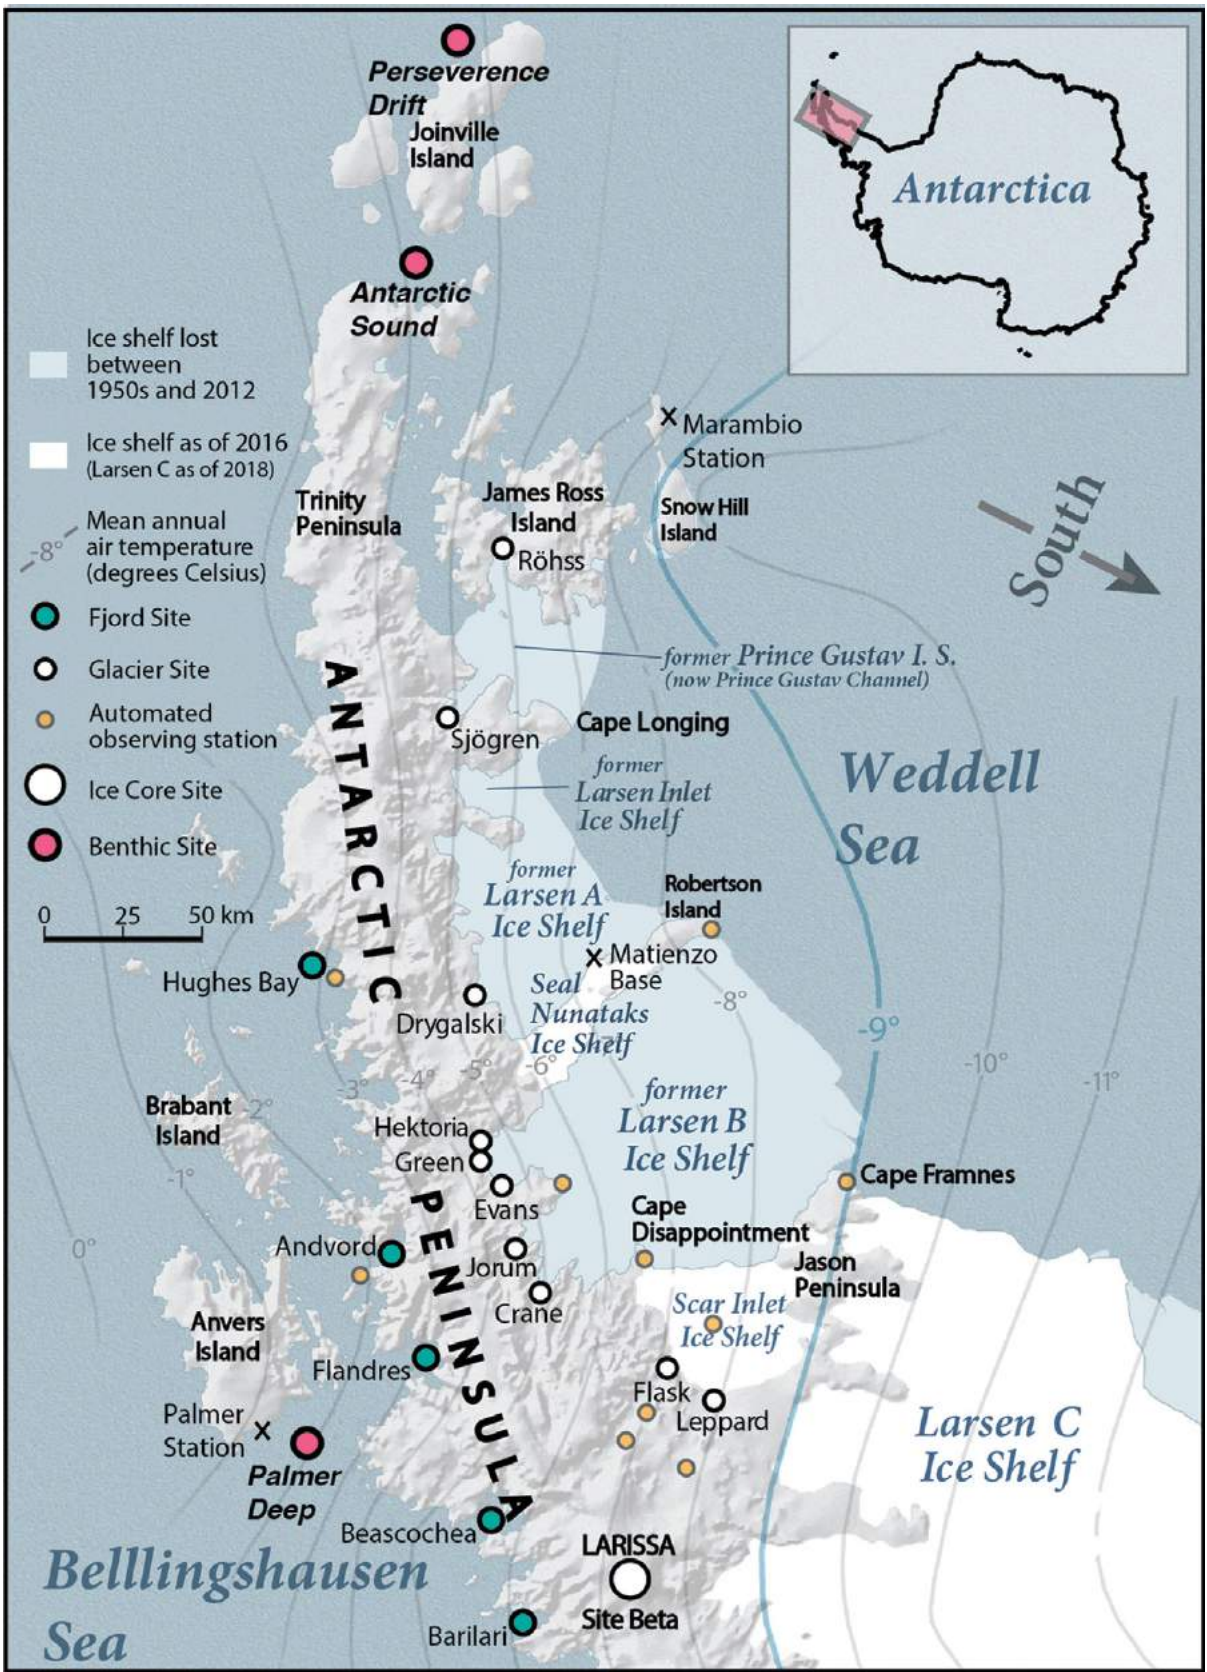 Perseverence
Drift
Joinville
Island
Antarctica
Antarctic
Sound
Ice shelf lost
between
1950s and 2012
Ice shelf as of 2016
(Larsen C as of 2018)
-8°
Mean annual
air temperature
(degrees Celsius)
Fjord Site
Glacier Site
Automated
observing station
Ice Core Site
Benthic Site
0 25 50 km
Marambio
Station
Trinity
Peninsula
James Ross
Island
Snow Hill
Island
Röhss
South
former Prince Gustav I. S.
(now Prince Gustav Channel)
Sjögren
Cape Longing
former
Larsen Inlet
Ice Shelf
Weddell
Sea
former
Larsen A
Ice Shelf
Robertson
Island
Matienzo
Base
Hughes Bay
Seal
Nunataks
Ice Shelf
Drygalski
ANTARCTIC
PENINSULA
0°
-1°
-2°
-3°
-4°
-5°
-6°
-7°
-8°
-9°
-10°
-11°
Brabant
Island
Hektoria
Green
Evans
former
Larsen B
Ice Shelf
Cape Framnes
Cape
Disappointment
Andvord
Jorum
Crane
Jason
Peninsula
Anvers
Island
Scar Inlet
Ice Shelf
Flandres
Flask
Leppard
Palmer
Station
Palmer
Deep
Larsen C
Ice Shelf
Beascochea
LARISSA
Site Beta
Belllingshausen
Sea
Barilari